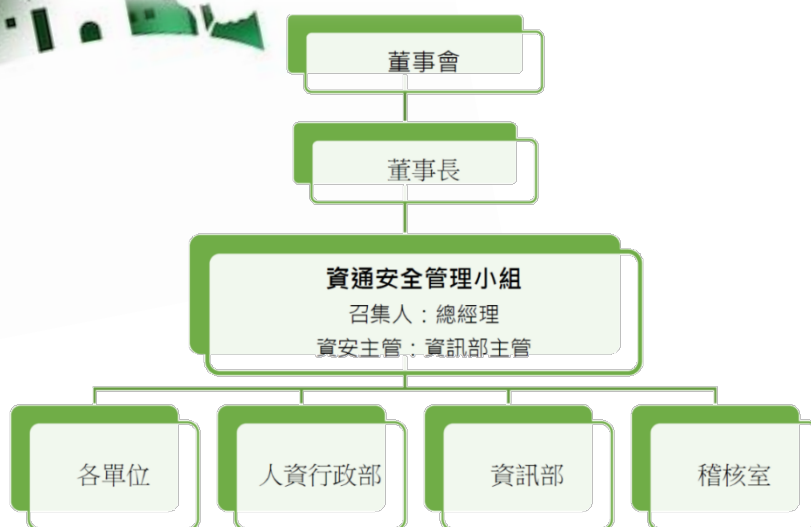 董事會
董事長
資通安全管理小組
召集人：總經理
資安主管：資訊部主管
各單位
人資行政部
資訊部
稽核室